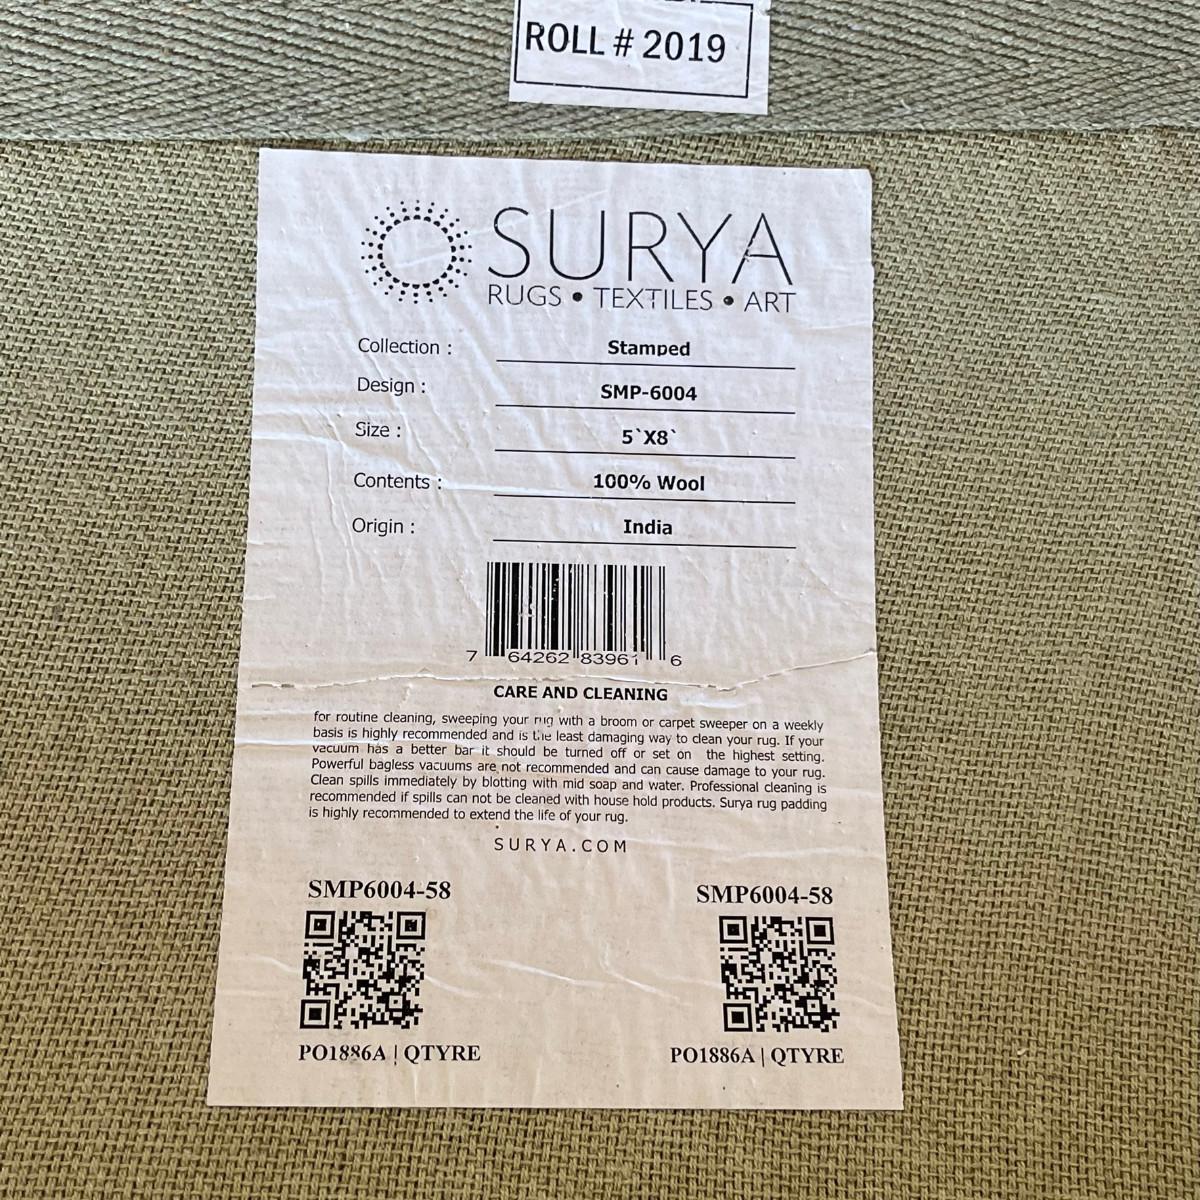 ROLL # 2019
SURYA
RUGS • TEXTILES • ART
Collection : Stamped
Design : SMP-6004
Size : 5`X8`
Contents : 100% Wool
Origin : India
7 64262 83961 6
CARE AND CLEANING
for routine cleaning, sweeping your rug with a broom or carpet sweeper on a weekly
basis is highly recommended and is the least damaging way to clean your rug. If your
vacuum has a better bar it should be turned off or set on the highest setting.
Powerful bagless vacuums are not recommended and can cause damage to your rug.
Clean spills immediately by blotting with mid soap and water. Professional cleaning is
recommended if spills can not be cleaned with house hold products. Surya rug padding
is highly recommended to extend the life of your rug.
SURYA.COM
SMP6004-58 SMP6004-58
PO1886A | QTYRE PO1886A | QTYRE